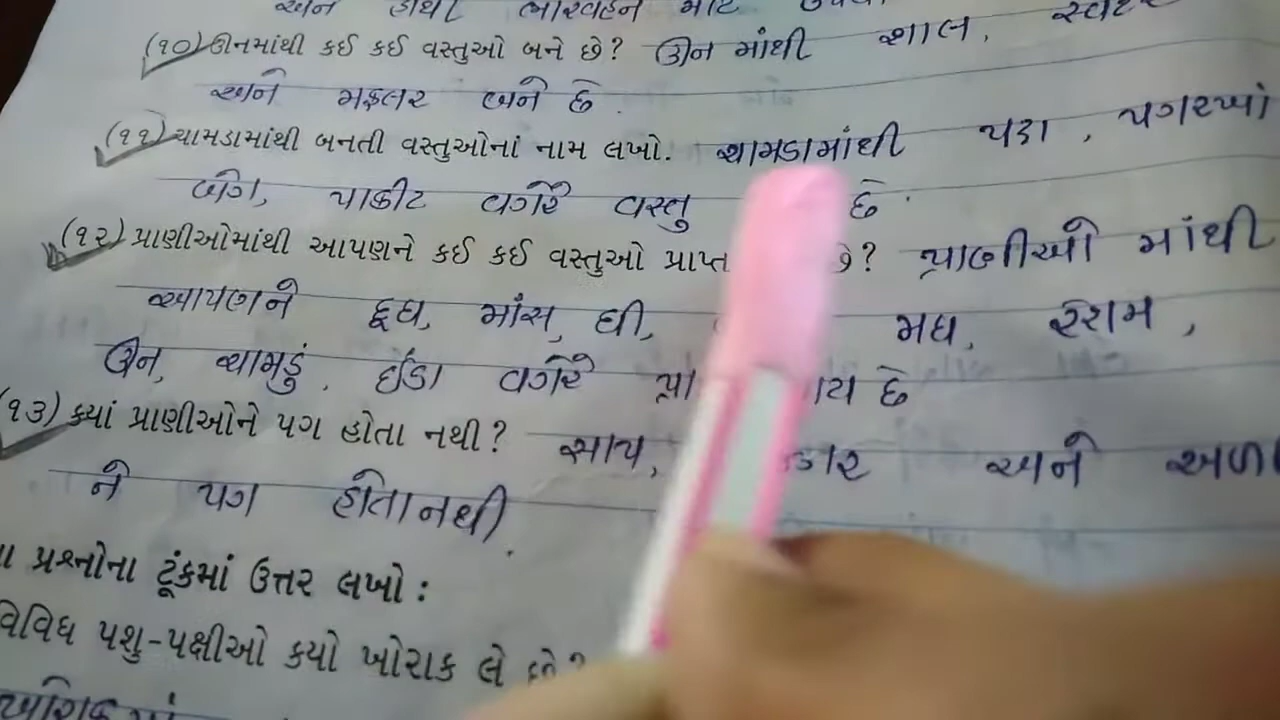 અને હાથી ભારવહન માટે
(૧૦) ઊનમાંથી કઈ કઈ વસ્તુઓ બને છે? ઊન માંથી શાલ,
અને મફલર બને છે.
(૧૧) ચામડામાંથી બનતી વસ્તુઓનાં નામ લખો. ચામડામાંથી પટા, પગરખાં
બેગ, પાકીટ વગેરે વસ્તુ છે.
(૧૨) પ્રાણીઓમાંથી આપણને કઈ કઈ વસ્તુઓ પ્રાપ્ત છે? પ્રાણીઓ માંથી
આપણને દૂધ, માંસ, ઘી, મધ, રેશમ,
ઊન, ચામડું, ઈંડા વગેરે છે
(૧૩) ક્યાં પ્રાણીઓને પગ હોતા નથી? સાપ, અને
ને પગ હોતા નથી.
પ્રશ્નોના ટૂંકમાં ઉત્તર લખો :
વિવિધ પશુ-પક્ષીઓ કયો ખોરાક લે છે?